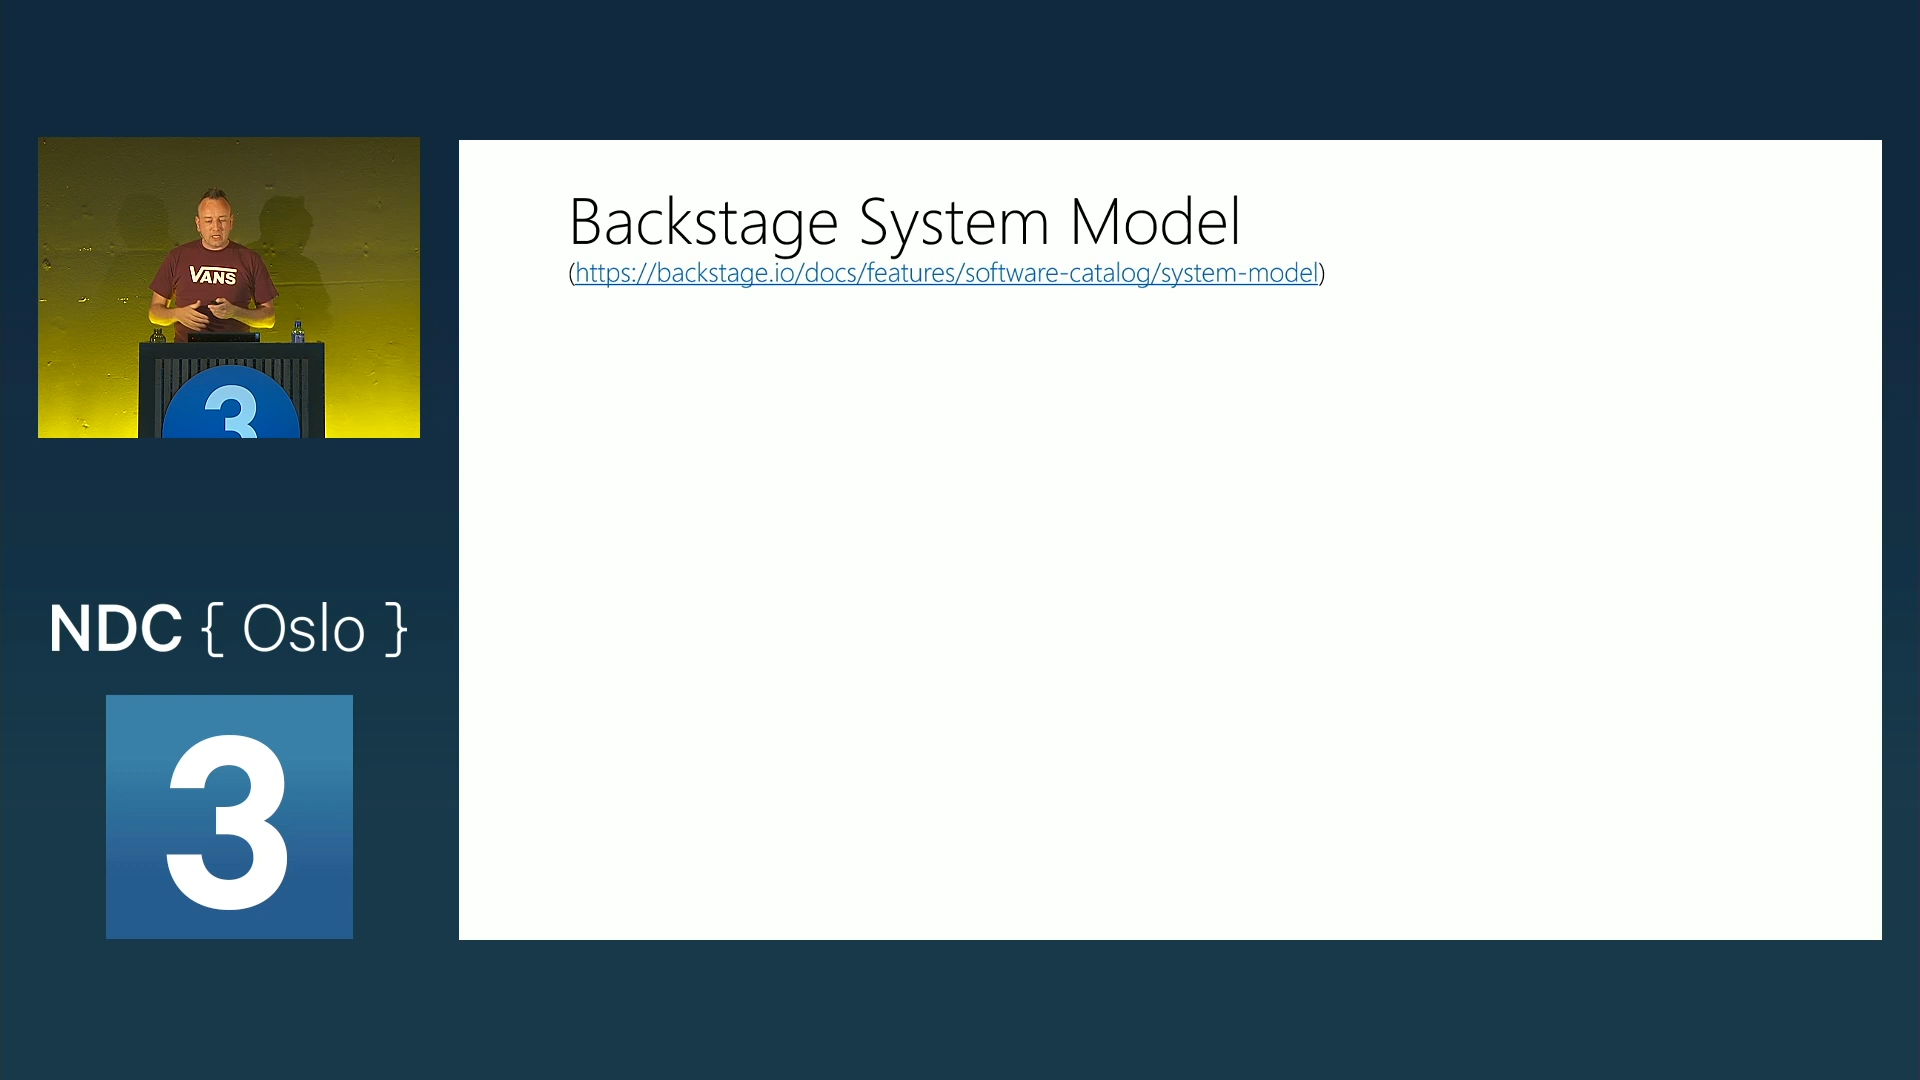 VANS
3
NDC { Oslo }
3
Backstage System Model
(https://backstage.io/docs/features/software-catalog/system-model)